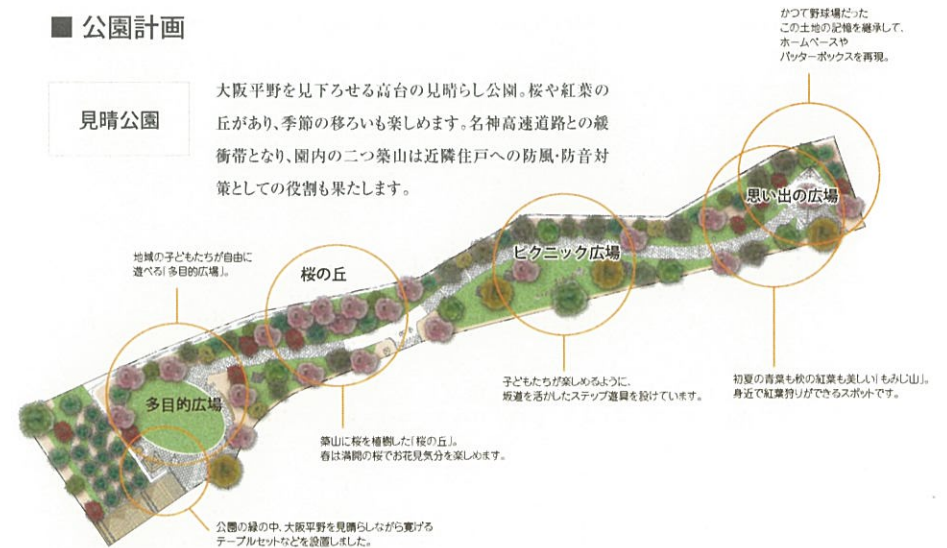 ■ 公園計画
見晴公園
大阪平野を見下ろせる高台の見晴らし公園。桜や紅葉の
丘があり、季節の移ろいも楽しめます。名神高速道路との緩
衝帯となり、園内の二つ築山は近隣住戸への防風・防音対
策としての役割も果たします。
かつて野球場だった
この土地の記憶を継承して、
ホームベースや
バッターボックスを再現。
思い出の広場
ピクニック広場
地域の子どもたちが自由に
遊べる「多目的広場」。
桜の丘
多目的広場
子どもたちが楽しめるように、
坂道を活かしたステップ遊具を設けています。
初夏の青葉も秋の紅葉も美しい「もみじ山」。
身近で紅葉狩りができるスポットです。
築山に桜を植樹した「桜の丘」。
春は満開の桜でお花見気分を楽しめます。
公園の緑の中、大阪平野を見晴らしながら寛げる
テーブルセットなどを設置しました。